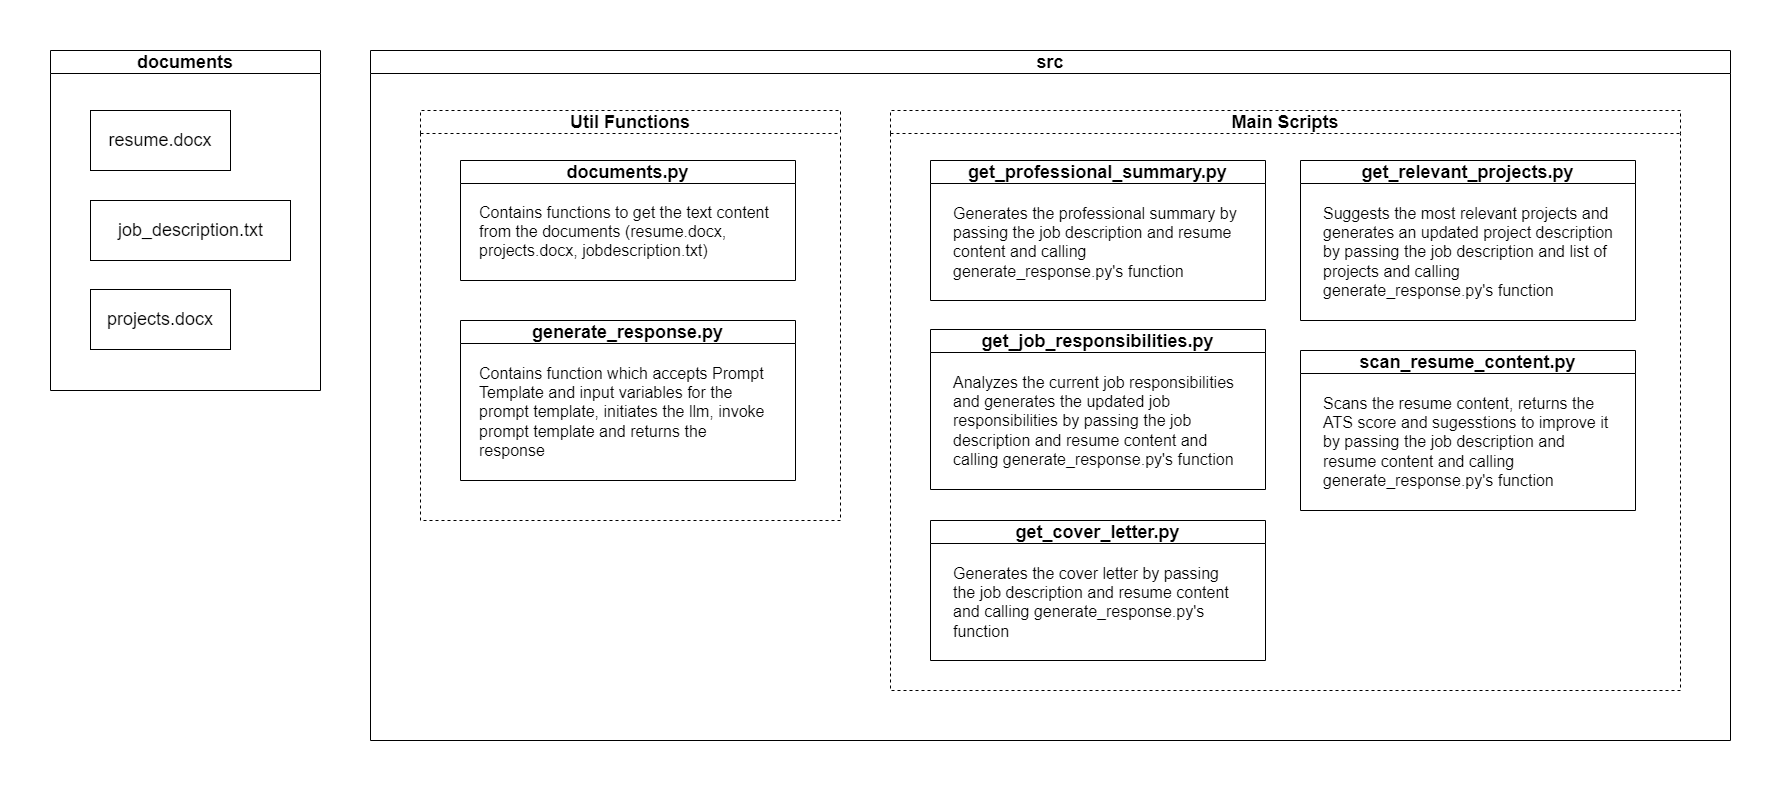 documents
resume.docx
job_description.txt
projects.docx
src
Util Functions
documents.py
Contains functions to get the text content
from the documents (resume.docx,
projects.docx, jobdescription.txt)
generate_response.py
Contains function which accepts Prompt
Template and input variables for the
prompt template, initiates the llm, invoke
prompt template and returns the
response
Main Scripts
get_professional_summary.py
Generates the professional summary by
passing the job description and resume
content and calling
generate_response.py's function
get_job_responsibilities.py
Analyzes the current job responsibilities
and generates the updated job
responsibilities by passing the job
description and resume content and
calling generate_response.py's function
get_cover_letter.py
Generates the cover letter by passing
the job description and resume content
and calling generate_response.py's
function
get_relevant_projects.py
Suggests the most relevant projects and
generates an updated project description
by passing the job description and list of
projects and calling
generate_response.py's function
scan_resume_content.py
Scans the resume content, returns the
ATS score and sugesstions to improve it
by passing the job description and
resume content and calling
generate_response.py's function